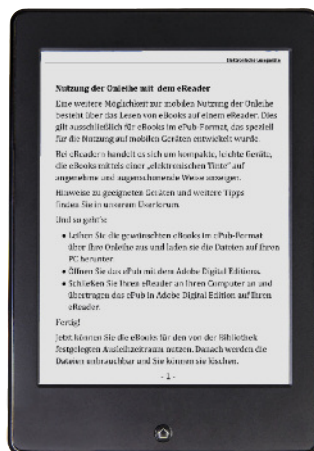 Nutzung der Onleihe mit dem eReader
Eine weitere Möglichkeit zur mobilen Nutzung der Onleihe
besteht über das Lesen von eBooks auf einem eReader. Dies
gilt ausschließlich für eBooks im ePub-Format, das speziell
für die Nutzung auf mobilen Geräten entwickelt wurde.
Bei eReadern handelt es sich um kompakte, leichte Geräte,
die eBooks mittels einer „elektronischen Tinte" auf
angenehme und augenschonende Weise anzeigen.
Hinweise zu geeigneten Geräten und weitere Tipps
finden Sie in unserem Userforum.
Und so geht's:
• Leihen Sie die gewünschten eBooks im ePub-Format
über Ihre Onleihe aus und laden sie die Dateien auf Ihren
PC herunter.
• Öffnen Sie das ePub mit dem Adobe Digital Editions.
• Schließen Sie Ihren eReader an Ihren Computer an und
übertragen das ePub in Adobe Digital Edition auf Ihren
eReader.
Fertig!
Jetzt können Sie die eBooks für den von der Bibliothek
festgelegten Ausleihzeitraum nutzen. Danach werden die
Dateien unbrauchbar und Sie können sie löschen.
- 1 -